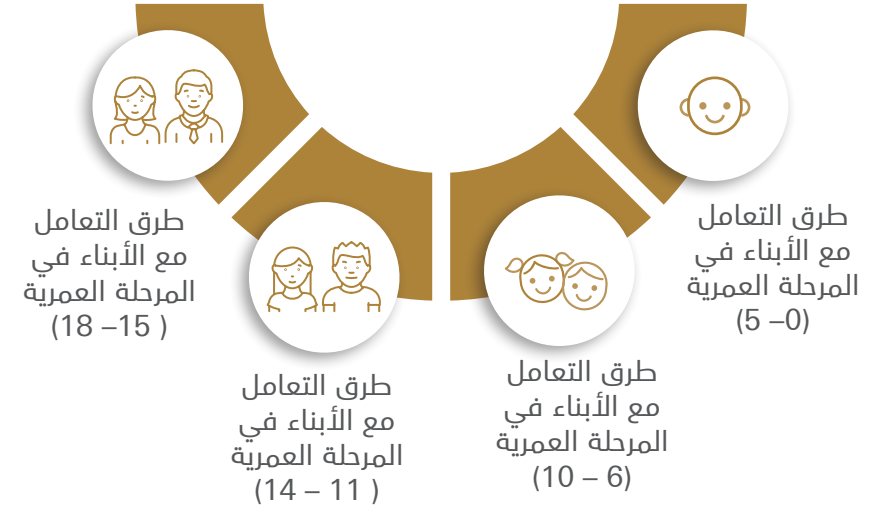 طرق التعامل
مع الأبناء في
المرحلة العمرية
(0– 5)
طرق التعامل
مع الأبناء في
المرحلة العمرية
(6 – 10)
طرق التعامل
مع الأبناء في
المرحلة العمرية
( 11 – 14)
طرق التعامل
مع الأبناء في
المرحلة العمرية
( 15– 18)